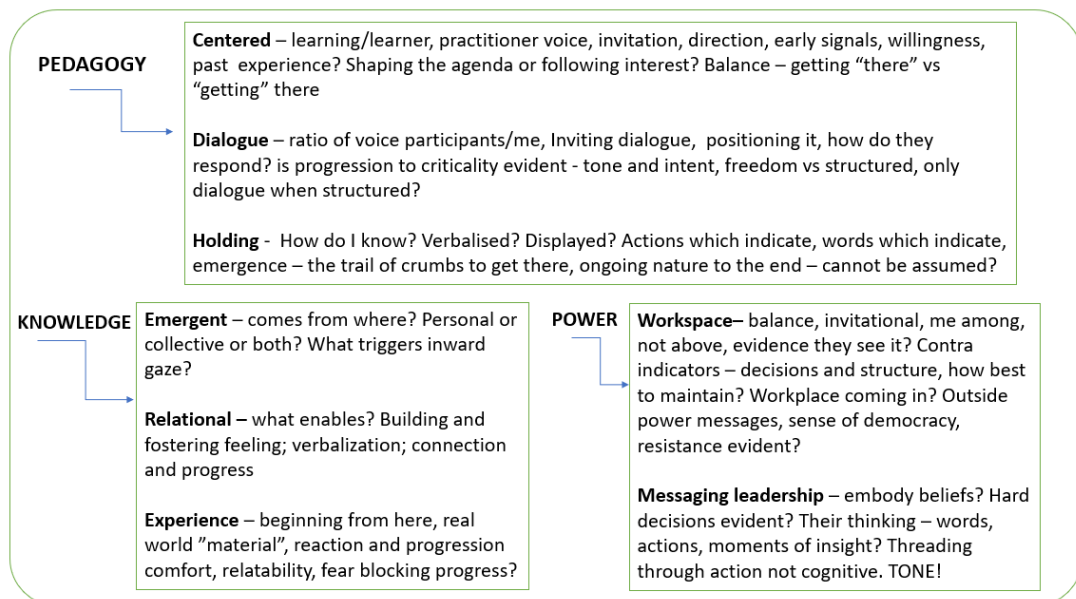 PEDAGOGY
Centered – learning/learner, practitioner voice, invitation, direction, early signals, willingness,
past experience? Shaping the agenda or following interest? Balance – getting “there” vs
“getting” there
Dialogue – ratio of voice participants/me, Inviting dialogue, positioning it, how do they
respond? is progression to criticality evident - tone and intent, freedom vs structured, only
dialogue when structured?
Holding - How do I know? Verbalised? Displayed? Actions which indicate, words which indicate,
emergence – the trail of crumbs to get there, ongoing nature to the end – cannot be assumed?
KNOWLEDGE
Emergent – comes from where? Personal or
collective or both? What triggers inward
gaze?
Relational – what enables? Building and
fostering feeling; verbalization; connection
and progress
Experience – beginning from here, real
world ”material”, reaction and progression
comfort, relatability, fear blocking progress?
POWER
Workspace– balance, invitational, me among,
not above, evidence they see it? Contra
indicators – decisions and structure, how best
to maintain? Workplace coming in? Outside
power messages, sense of democracy,
resistance evident?
Messaging leadership – embody beliefs? Hard
decisions evident? Their thinking – words,
actions, moments of insight? Threading
through action not cognitive. TONE!